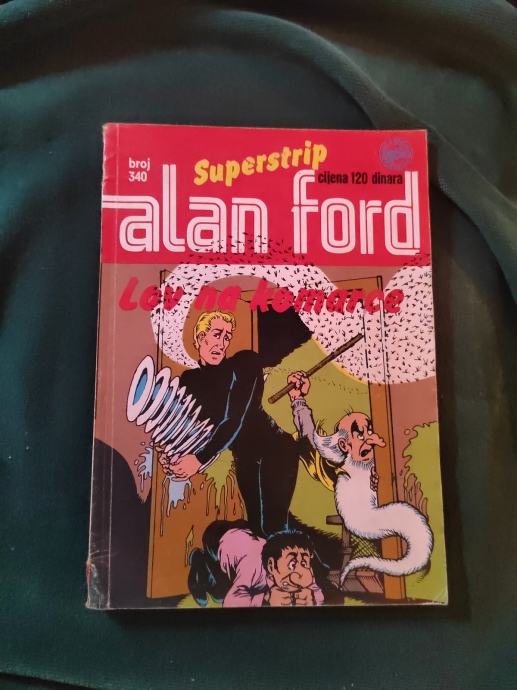 broj
340
Superstrip
cijena 120 dinara
alan ford
Lov na komarce